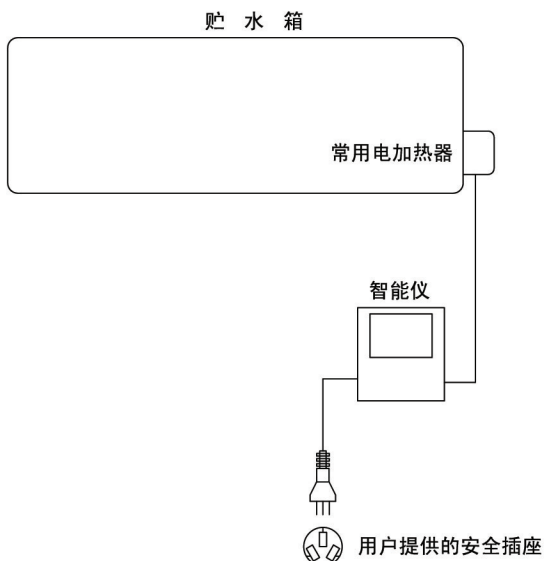 贮水箱
常用电加热器
智能仪
用户提供的安全插座